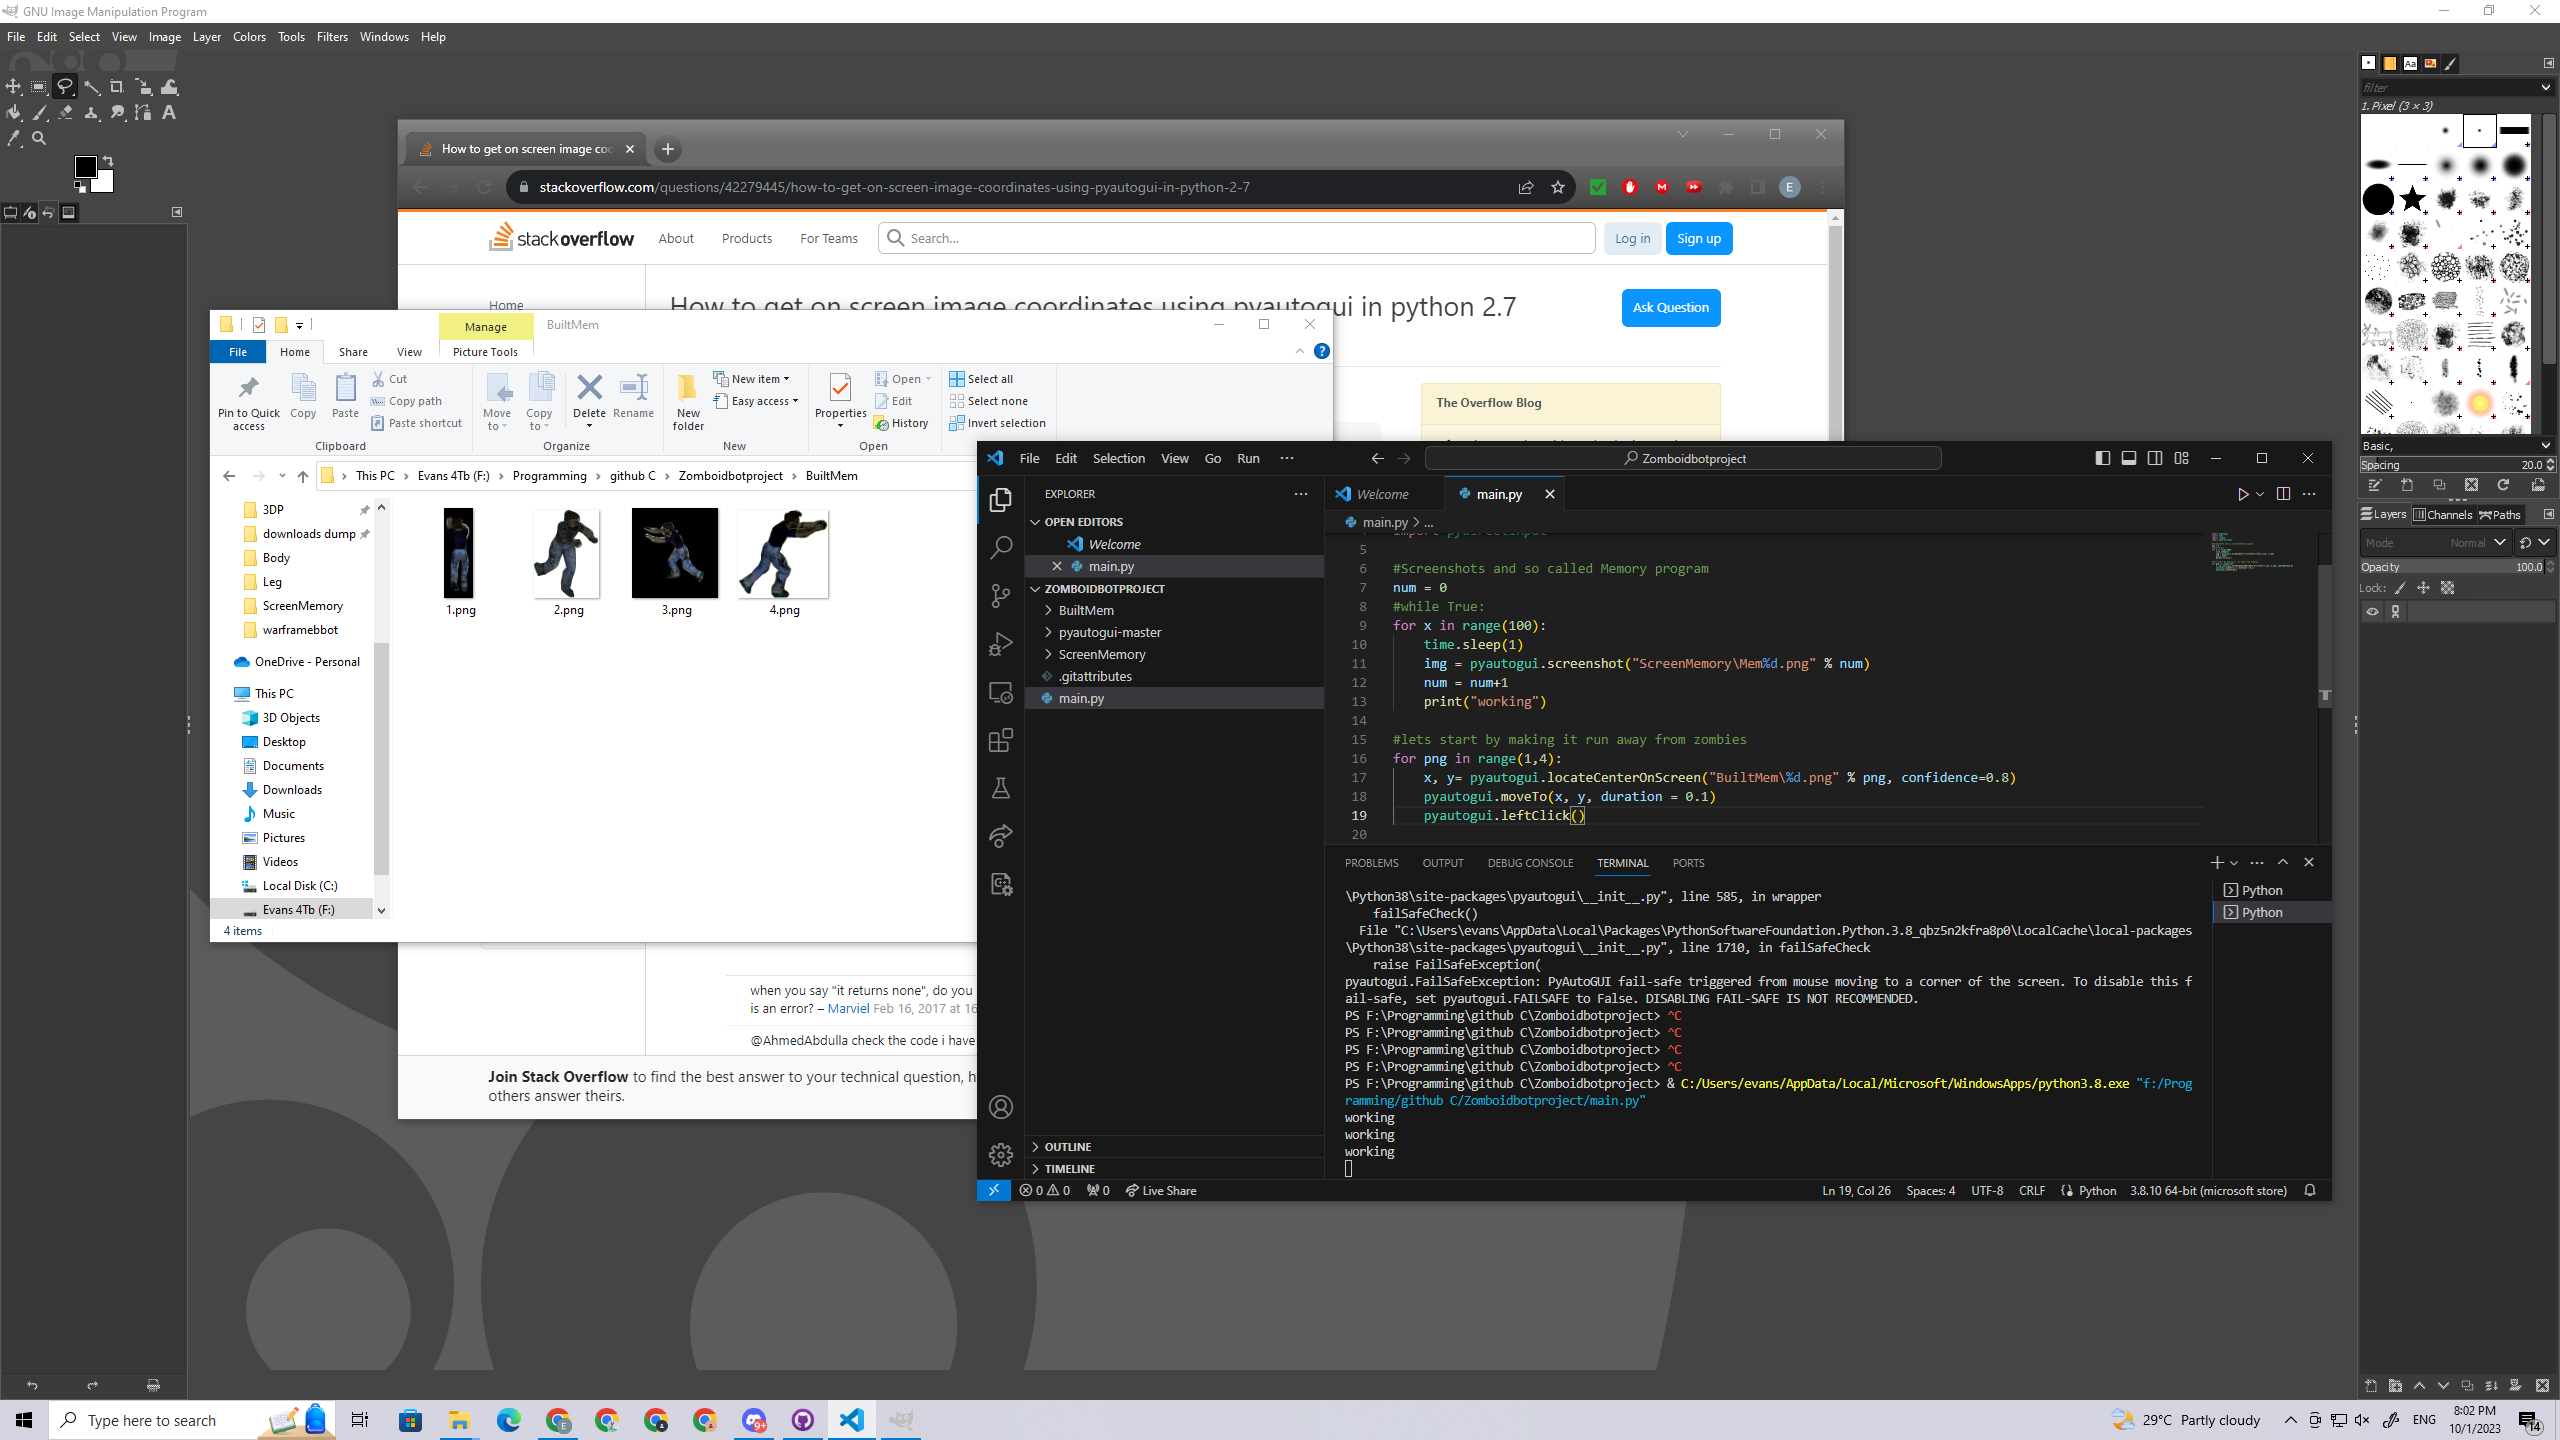 GNU Image Manipulation Program
File Edit Select View Image Layer Colors Tools Filters Windows Help
How to get on screen image coo
stackoverflow.com/questions/42279445/how-to-get-on-screen-image-coordinates-using-pyautogui-in-python-2-7
E
stackoverflow About Products For Teams Search... Log in Sign up
Home
How to get on screen image coordinates using pyautogui in python 2.7
Ask Question
The Overflow Blog
when you say "it returns none", do you
is an error? – Marviel Feb 16, 2017 at 16
@AhmedAbdulla check the code i have
Join Stack Overflow to find the best answer to your technical question, h
others answer theirs.
Manage BuiltMem
File Home Share View Picture Tools
Pin to Quick access
Copy
Paste
Cut
Copy path
Paste shortcut
Move to
Copy to
Delete
Rename
New folder
New item
Easy access
Properties
Open
Edit
History
Select all
Select none
Invert selection
Clipboard Organize New Open
This PC > Evans 4Tb (F:) > Programming > github C > Zomboidbotproject > BuiltMem
3DP
downloads dump
Body
Leg
ScreenMemory
warframebbot
OneDrive - Personal
This PC
3D Objects
Desktop
Documents
Downloads
Music
Pictures
Videos
Local Disk (C:)
Evans 4Tb (F:)
4 items
1.png 2.png 3.png 4.png
File Edit Selection View Go Run ... Zomboidbotproject
EXPLORER
OPEN EDITORS
Welcome
main.py
ZOMBOIDBOTPROJECT
BuiltMem
pyautogui-master
ScreenMemory
.gitattributes
main.py
OUTLINE
TIMELINE
Welcome main.py
main.py > ...
import pydirectinput
5
6 #Screenshots and so called Memory program
7 num = 0
8 #while True:
9 for x in range(100):
10 time.sleep(1)
11 img = pyautogui.screenshot("ScreenMemory\Mem%d.png" % num)
12 num = num+1
13 print("working")
14
15 #lets start by making it run away from zombies
16 for png in range(1,4):
17 x, y= pyautogui.locateCenterOnScreen("BuiltMem\%d.png" % png, confidence=0.8)
18 pyautogui.moveTo(x, y, duration = 0.1)
19 pyautogui.leftClick()
20
PROBLEMS OUTPUT DEBUG CONSOLE TERMINAL PORTS
Python
Python
\Python38\site-packages\pyautogui\__init__.py", line 585, in wrapper
failSafeCheck()
File "C:\Users\evans\AppData\Local\Packages\PythonSoftwareFoundation.Python.3.8_qbz5n2kfra8p0\LocalCache\local-packages
\Python38\site-packages\pyautogui\__init__.py", line 1710, in failSafeCheck
raise FailSafeException(
pyautogui.FailSafeException: PyAutoGUI fail-safe triggered from mouse moving to a corner of the screen. To disable this f
ail-safe, set pyautogui.FAILSAFE to False. DISABLING FAIL-SAFE IS NOT RECOMMENDED.
PS F:\Programming\github C\Zomboidbotproject> ^C
PS F:\Programming\github C\Zomboidbotproject> ^C
PS F:\Programming\github C\Zomboidbotproject> ^C
PS F:\Programming\github C\Zomboidbotproject> ^C
PS F:\Programming\github C\Zomboidbotproject> & C:/Users/evans/AppData/Local/Microsoft/WindowsApps/python3.8.exe "f:/Prog
ramming/github C/Zomboidbotproject/main.py"
working
working
working
0 0 0 Live Share Ln 19, Col 26 Spaces: 4 UTF-8 CRLF Python 3.8.10 64-bit (microsoft store)
filter
1. Pixel (3 × 3)
Basic,
Spacing 20.0
Layers Channels Paths
Mode Normal
Opacity 100.0
Lock:
Type here to search
29°C Partly cloudy ENG 8:02 PM
10/1/2023
14